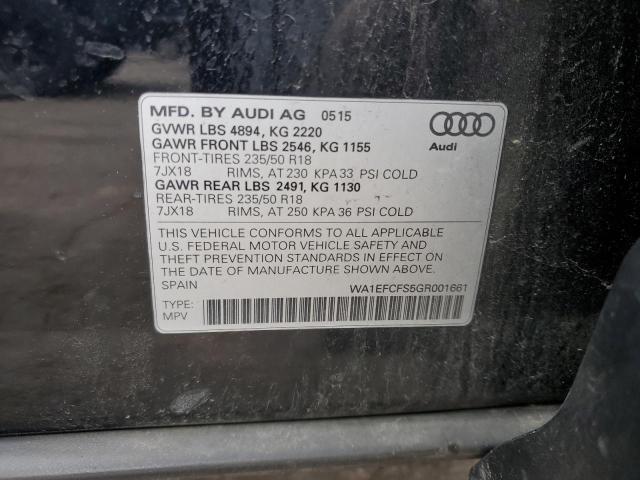 MFD. BY AUDI AG 0515
GVWR LBS 4894, KG 2220
GAWR FRONT LBS 2546, KG 1155
FRONT-TIRES 235/50 R18
7JX18 RIMS, AT 230 KPA 33 PSI COLD
GAWR REAR LBS 2491, KG 1130
REAR-TIRES 235/50 R18
7JX18 RIMS, AT 250 KPA 36 PSI COLD
Audi
THIS VEHICLE CONFORMS TO ALL APPLICABLE
U.S. FEDERAL MOTOR VEHICLE SAFETY AND
THEFT PREVENTION STANDARDS IN EFFECT ON
THE DATE OF MANUFACTURE SHOWN ABOVE.
SPAIN WA1EFCFS5GR001661
TYPE:
MPV